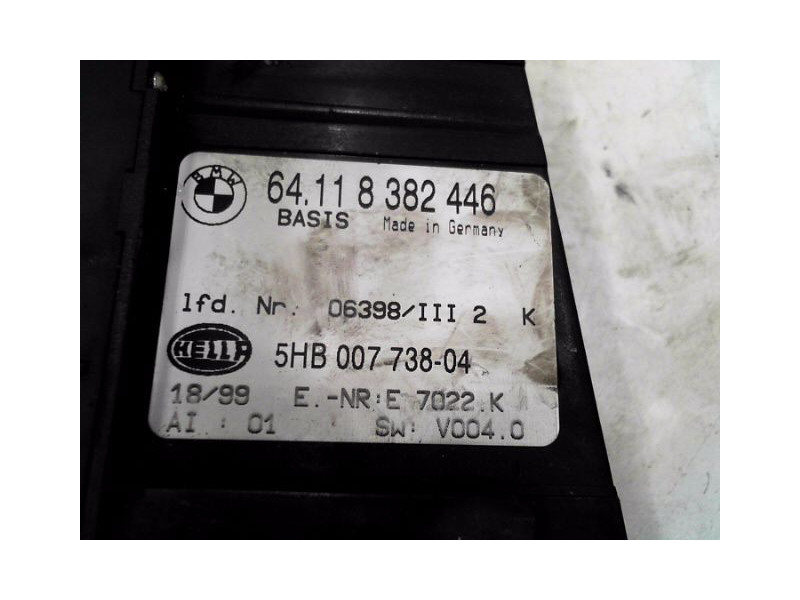 BMW
64.11 8 382 446
BASIS Made in Germany
lfd. Nr. 06398/III 2 K
HELLA 5HB 007 738-04
18/99 E.-NR:E 7022.K
AI : 01 SW: V004.0